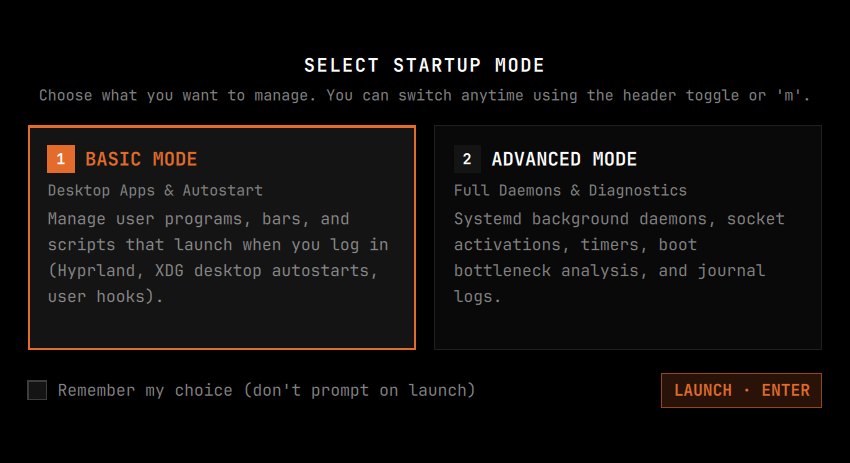 SELECT STARTUP MODE
Choose what you want to manage. You can switch anytime using the header toggle or 'm'.
1 BASIC MODE
Desktop Apps & Autostart
Manage user programs, bars, and
scripts that launch when you log in
(Hyprland, XDG desktop autostarts,
user hooks).
2 ADVANCED MODE
Full Daemons & Diagnostics
Systemd background daemons, socket
activations, timers, boot
bottleneck analysis, and journal
logs.
Remember my choice (don't prompt on launch)
LAUNCH · ENTER